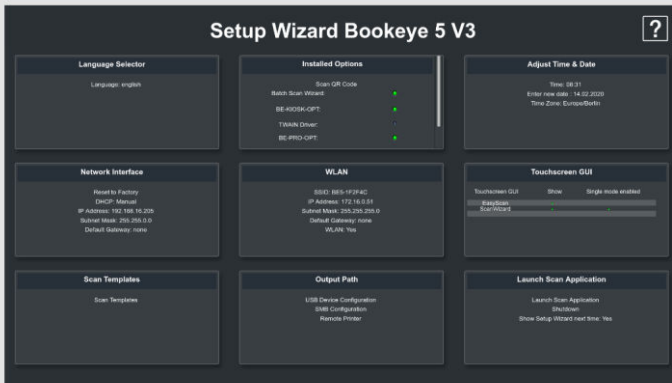 Setup Wizard Bookeye 5 V3
?
Language Selector
Language: english
Installed Options
Scan QR Code
Batch Scan Wizard:
BE-KIOSK-OPT:
TWAIN Driver:
BE-PRO-OPT:
Adjust Time & Date
Time: 08:31
Enter new date : 14.02.2020
Time Zone: Europe/Berlin
Network Interface
Reset to Factory
DHCP: Manual
IP Address: 192.168.16.205
Subnet Mask: 255.255.0.0
Default Gateway: none
WLAN
SSID: BE5-1F2F4C
IP Address: 172.16.0.51
Subnet Mask: 255.255.255.0
Default Gateway: none
WLAN: Yes
Touchscreen GUI
Touchscreen GUI Show Single mode enabled
EasyScan
ScanWizard
Scan Templates
Scan Templates
Output Path
USB Device Configuration
SMB Configuration
Remote Printer
Launch Scan Application
Launch Scan Application
Shutdown
Show Setup Wizard next time: Yes